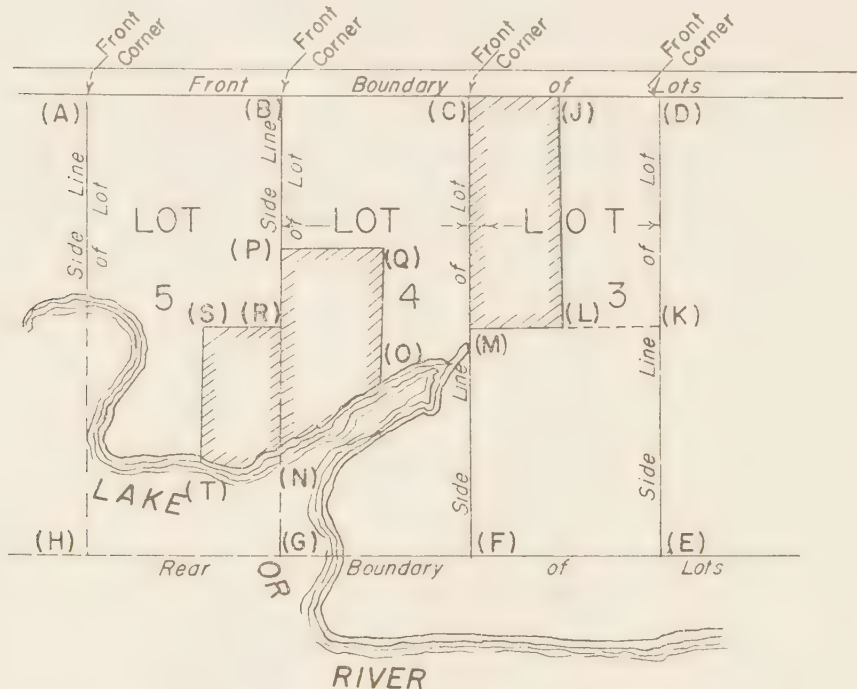 Front Corner
Front Corner
Front Corner
Front Corner
Front Boundary of Lots
(A) (B) (C) (J) (D)
Side Line of Lot
Side Line of Lot
Side Line of Lot
Side Line of Lot
LOT LOT LOT
(P) (Q)
5 4 3
(S) (R) (L) (K)
(O) (M)
(T) (N)
LAKE
(H) (G) (F) (E)
Rear Boundary of Lots
OR
RIVER